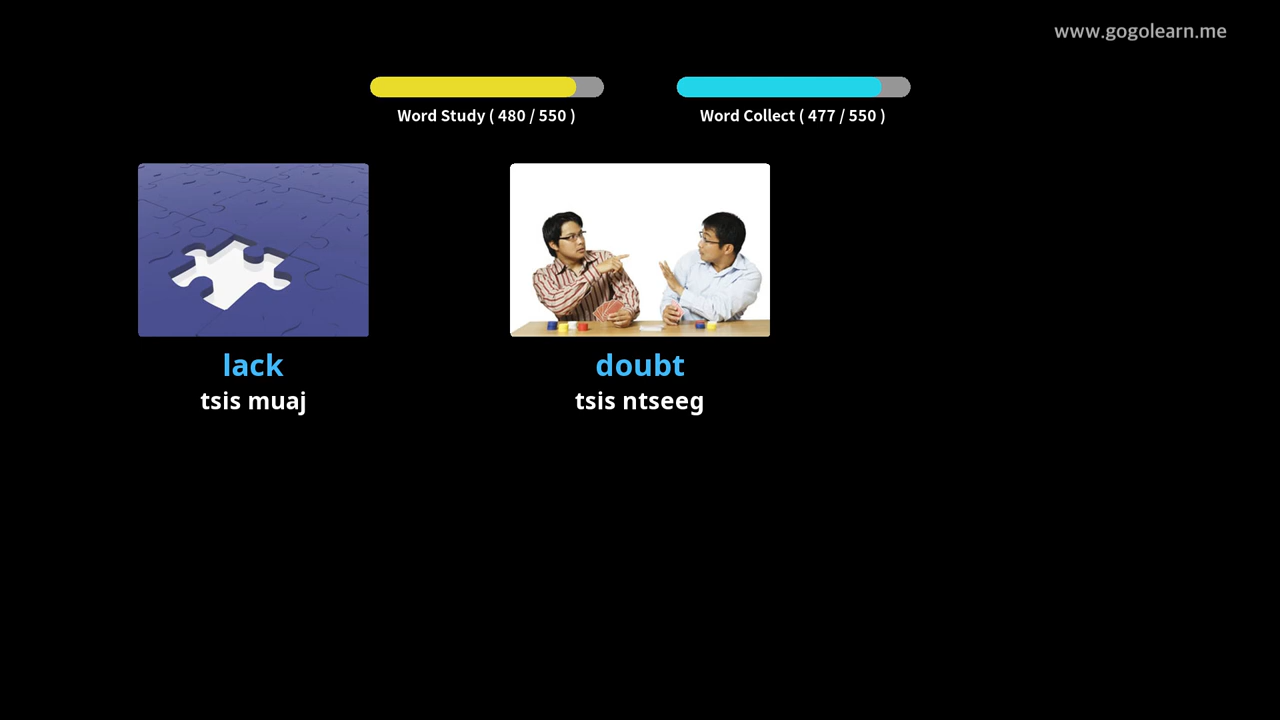 www.gogolearn.me
Word Study ( 480 / 550 )
Word Collect ( 477 / 550 )
lack
tsis muaj
doubt
tsis ntseeg